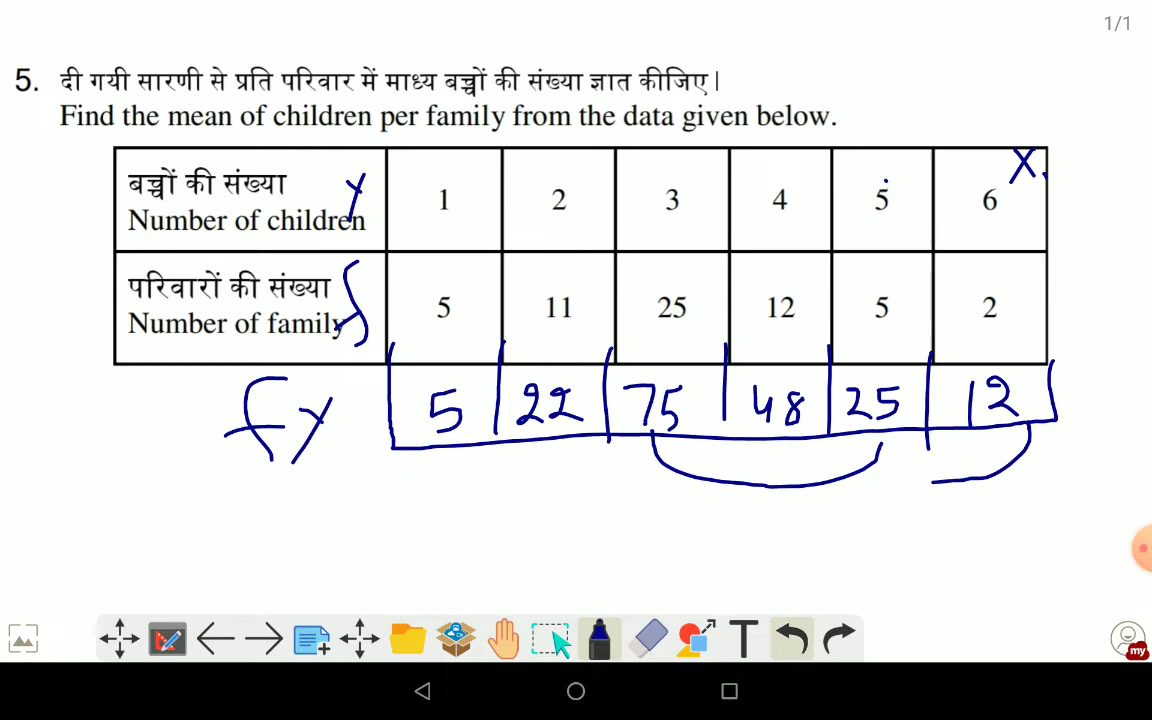 1/1
5. दी गयी सारणी से प्रति परिवार में माध्य बच्चों की संख्या ज्ञात कीजिए।
Find the mean of children per family from the data given below.
बच्चों की संख्या
Number of children y 1 2 3 4 5 6 x
परिवारों की संख्या
Number of family f 5 11 25 12 5 2
fy 5 22 75 48 25 12
T
my